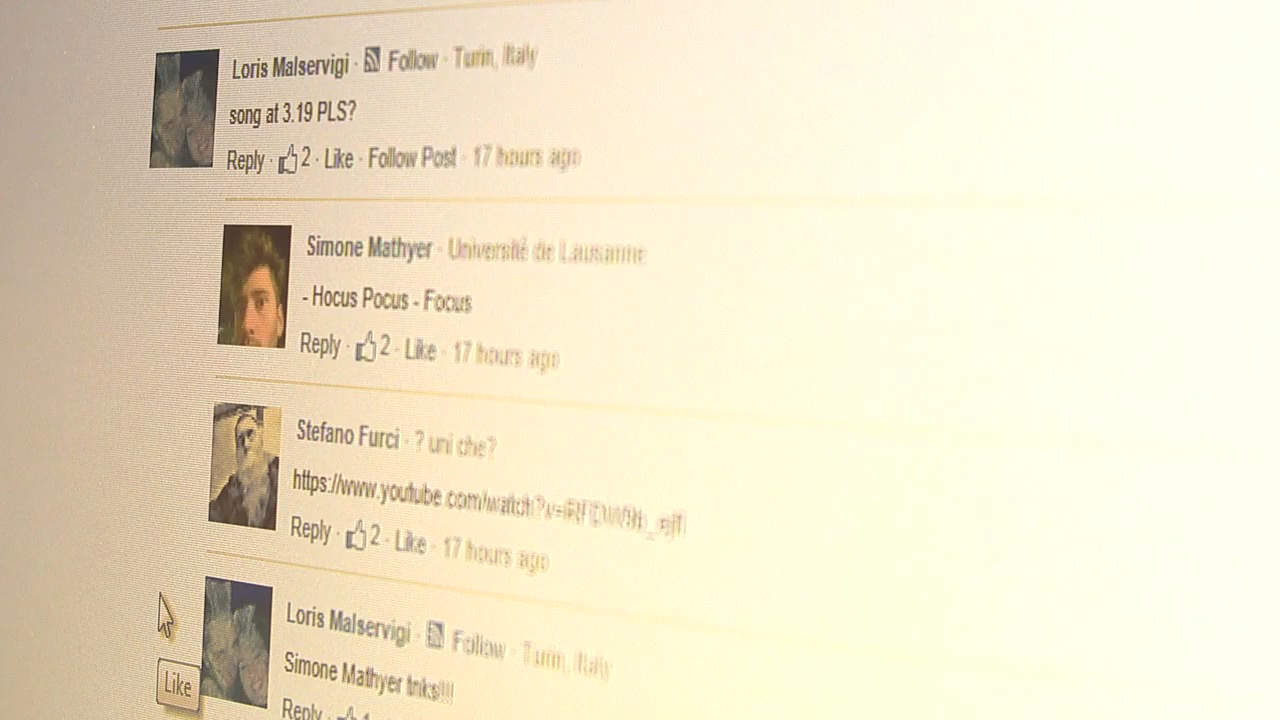 Loris Malservigi · Follow · Turin, Italy
song at 3.19 PLS?
Reply · 2 · Like · Follow Post · 17 hours ago
Simone Mathyer · Université de Lausanne
- Hocus Pocus - Focus
Reply · 2 · Like · 17 hours ago
Stefano Furci · ? uni che?
https://www.youtube.com/watch?v=
Reply · 2 · Like · 17 hours ago
Loris Malservigi · Follow · Turin, Italy
Simone Mathyer tnks!!!
Like
Reply ·